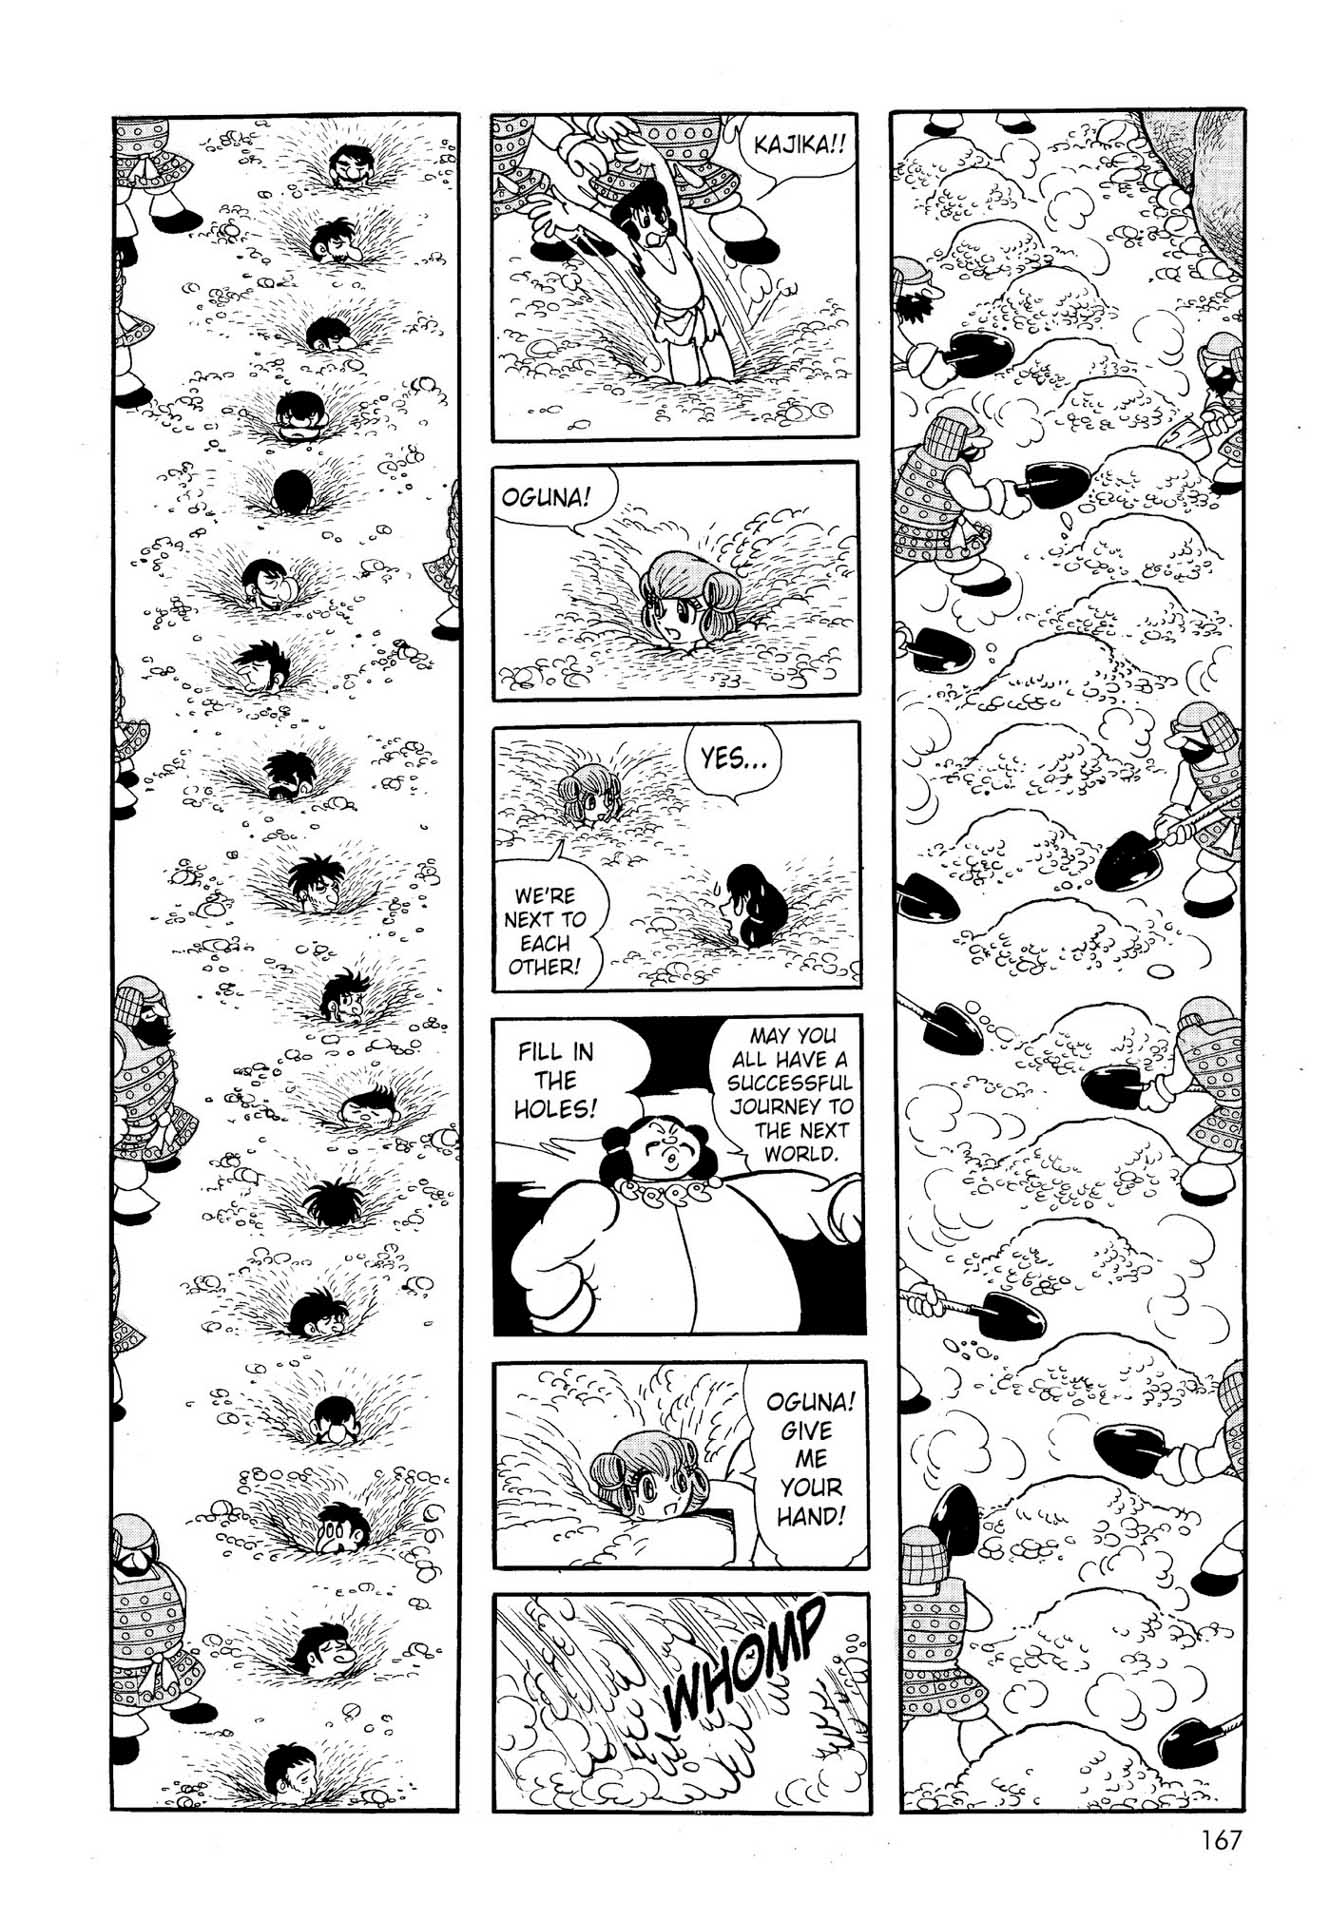 KAJIKA!!
OGUNA!
YES...
WE'RE
NEXT TO
EACH
OTHER!
FILL IN
THE
HOLES!
MAY YOU
ALL HAVE A
SUCCESSFUL
JOURNEY TO
THE NEXT
WORLD.
OGUNA!
GIVE
ME
YOUR
HAND!
WHOMP
167